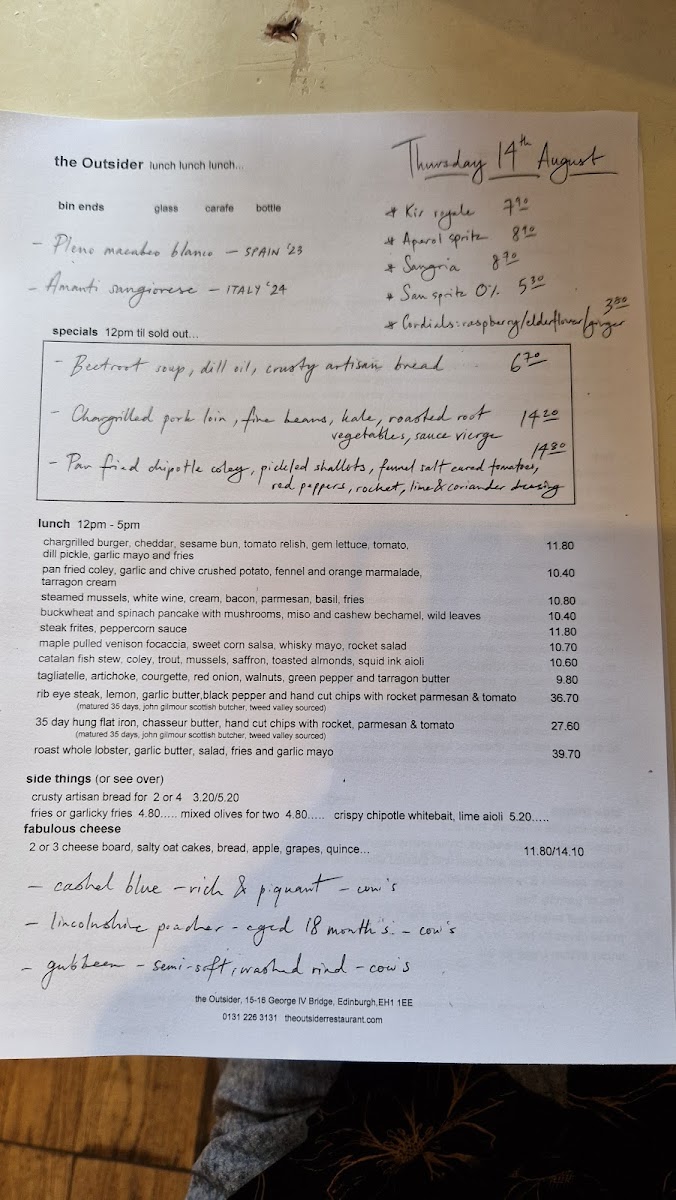 the Outsider lunch lunch lunch...
Thursday 14th August
bin ends glass carafe bottle
- Pleno macabeo blanco - SPAIN '23
- Amanti sangiovese - ITALY '24
* Kir royale 7.90
* Aperol spritz 8.90
* Sangria 8.70
* San spritz 0% 5.30
* Cordials: raspberry/elderflower/ginger 3.80
specials 12pm til sold out...
- Beetroot soup, dill oil, crusty artisan bread 6.70
- Chargrilled pork loin, fine beans, kale, roasted root
vegetables, sauce vierge 14.20
- Pan fried chipotle coley, pickled shallots, fennel salt cured tomatoes, 14.80
red peppers, rocket, lime & coriander dressing
lunch 12pm - 5pm
chargrilled burger, cheddar, sesame bun, tomato relish, gem lettuce, tomato,
dill pickle, garlic mayo and fries 11.80
pan fried coley, garlic and chive crushed potato, fennel and orange marmalade,
tarragon cream 10.40
steamed mussels, white wine, cream, bacon, parmesan, basil, fries 10.80
buckwheat and spinach pancake with mushrooms, miso and cashew bechamel, wild leaves 10.40
steak frites, peppercorn sauce 11.80
maple pulled venison focaccia, sweet corn salsa, whisky mayo, rocket salad 10.70
catalan fish stew, coley, trout, mussels, saffron, toasted almonds, squid ink aioli 10.60
tagliatelle, artichoke, courgette, red onion, walnuts, green pepper and tarragon butter 9.80
rib eye steak, lemon, garlic butter,black pepper and hand cut chips with rocket parmesan & tomato 36.70
(matured 35 days, john gilmour scottish butcher, tweed valley sourced)
35 day hung flat iron, chasseur butter, hand cut chips with rocket, parmesan & tomato 27.60
(matured 35 days, john gilmour scottish butcher, tweed valley sourced)
roast whole lobster, garlic butter, salad, fries and garlic mayo 39.70
side things (or see over)
crusty artisan bread for 2 or 4 3.20/5.20
fries or garlicky fries 4.80..... mixed olives for two 4.80..... crispy chipotle whitebait, lime aioli 5.20.....
fabulous cheese
2 or 3 cheese board, salty oat cakes, bread, apple, grapes, quince... 11.80/14.10
- cashel blue - rich & piquant - cow's
- lincolnshire poacher - aged 18 month's - cow's
- gubbeen - semi-soft, washed rind - cow's
the Outsider, 15-16 George IV Bridge, Edinburgh,EH1 1EE
0131 226 3131 theoutsiderrestaurant.com